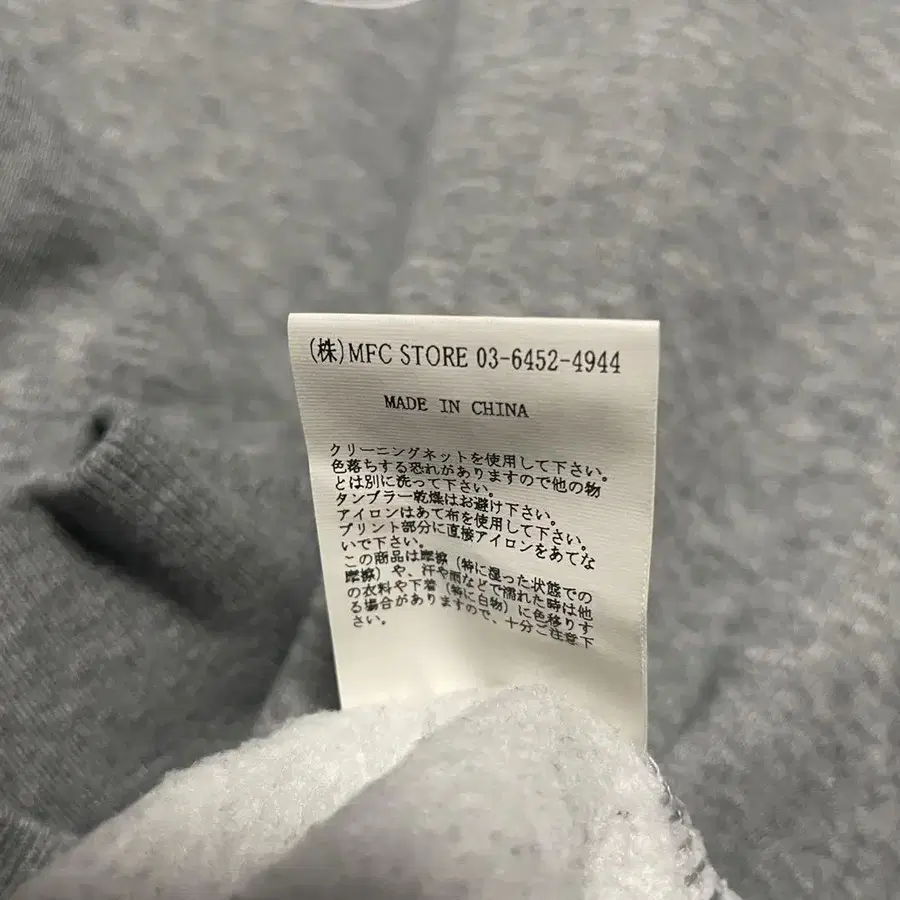 (株)MFC STORE 03-6452-4944
MADE IN CHINA
クリーニングネットを使用して下さい。
色落ちする恐れがありますので他の物
とは別に洗って下さい。
タンブラー乾燥はお避け下さい。
アイロンはあて布を使用して下さい。
プリント部分に直接アイロンをあてな
いで下さい。
この商品は摩擦（特に湿った状態での
摩擦）や、汗や雨などで濡れた時は他
の衣料や下着（特に白物）に色移りす
る場合がありますので、十分ご注意下
さい。